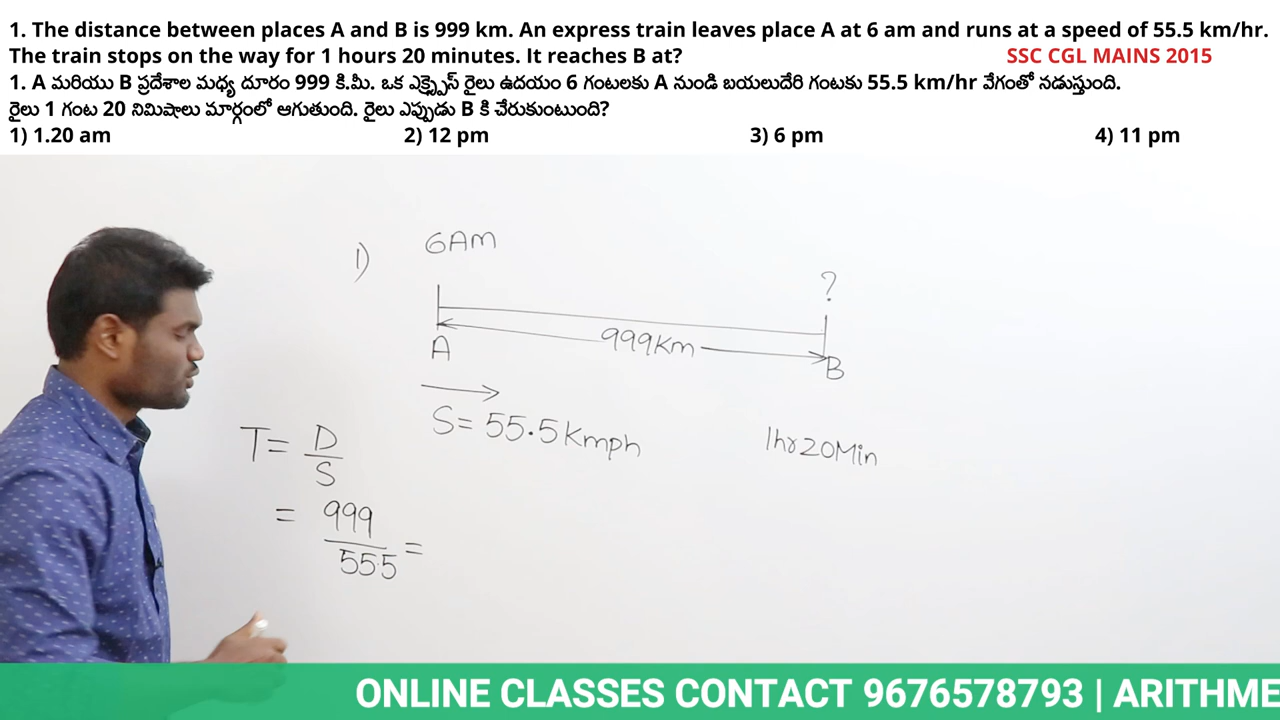 1. The distance between places A and B is 999 km. An express train leaves place A at 6 am and runs at a speed of 55.5 km/hr.
The train stops on the way for 1 hours 20 minutes. It reaches B at? SSC CGL MAINS 2015
1. A మరియు B ప్రదేశాల మధ్య దూరం 999 కి.మీ. ఒక ఎక్స్ప్రెస్ రైలు ఉదయం 6 గంటలకు A నుండి బయలుదేరి గంటకు 55.5 km/hr వేగంతో నడుస్తుంది.
రైలు 1 గంట 20 నిమిషాలు మార్గంలో ఆగుతుంది. రైలు ఎప్పుడు B కి చేరుకుంటుంది?
1) 1.20 am 2) 12 pm 3) 6 pm 4) 11 pm
1) 6AM
?
999Km
A B
S= 55.5Kmph
1hr20Min
T= D
S
= 999
55.5 =
ONLINE CLASSES CONTACT 9676578793 | ARITHME